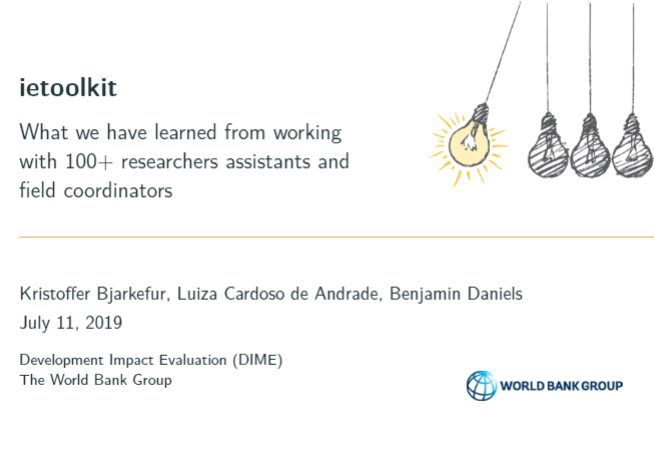 ietoolkit
What we have learned from working
with 100+ researchers assistants and
field coordinators
Kristoffer Bjarkefur, Luiza Cardoso de Andrade, Benjamin Daniels
July 11, 2019
Development Impact Evaluation (DIME)
The World Bank Group
WORLD BANK GROUP